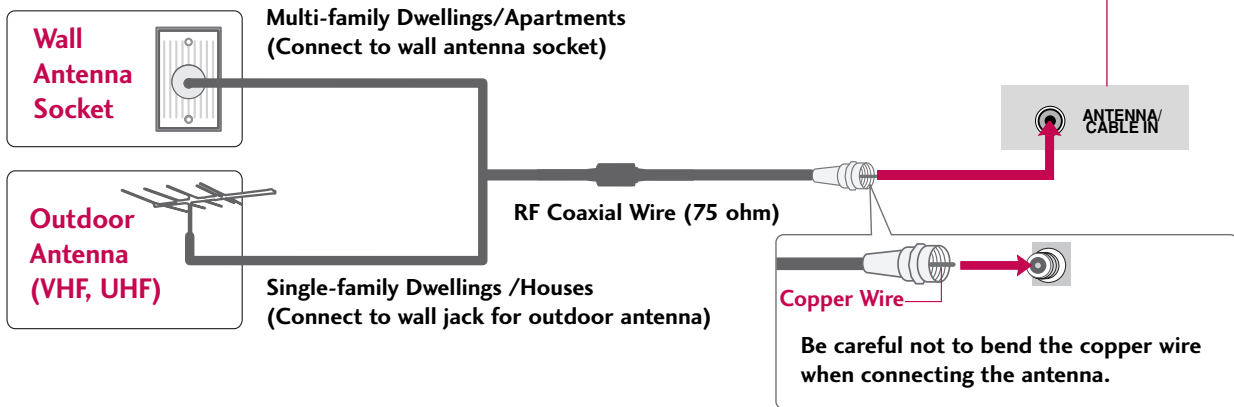 Multi-family Dwellings/Apartments
(Connect to wall antenna socket)
Wall
Antenna
Socket
ANTENNA/
CABLE IN
RF Coaxial Wire (75 ohm)
Outdoor
Antenna
(VHF, UHF)
Single-family Dwellings /Houses
(Connect to wall jack for outdoor antenna)
Copper Wire
Be careful not to bend the copper wire
when connecting the antenna.